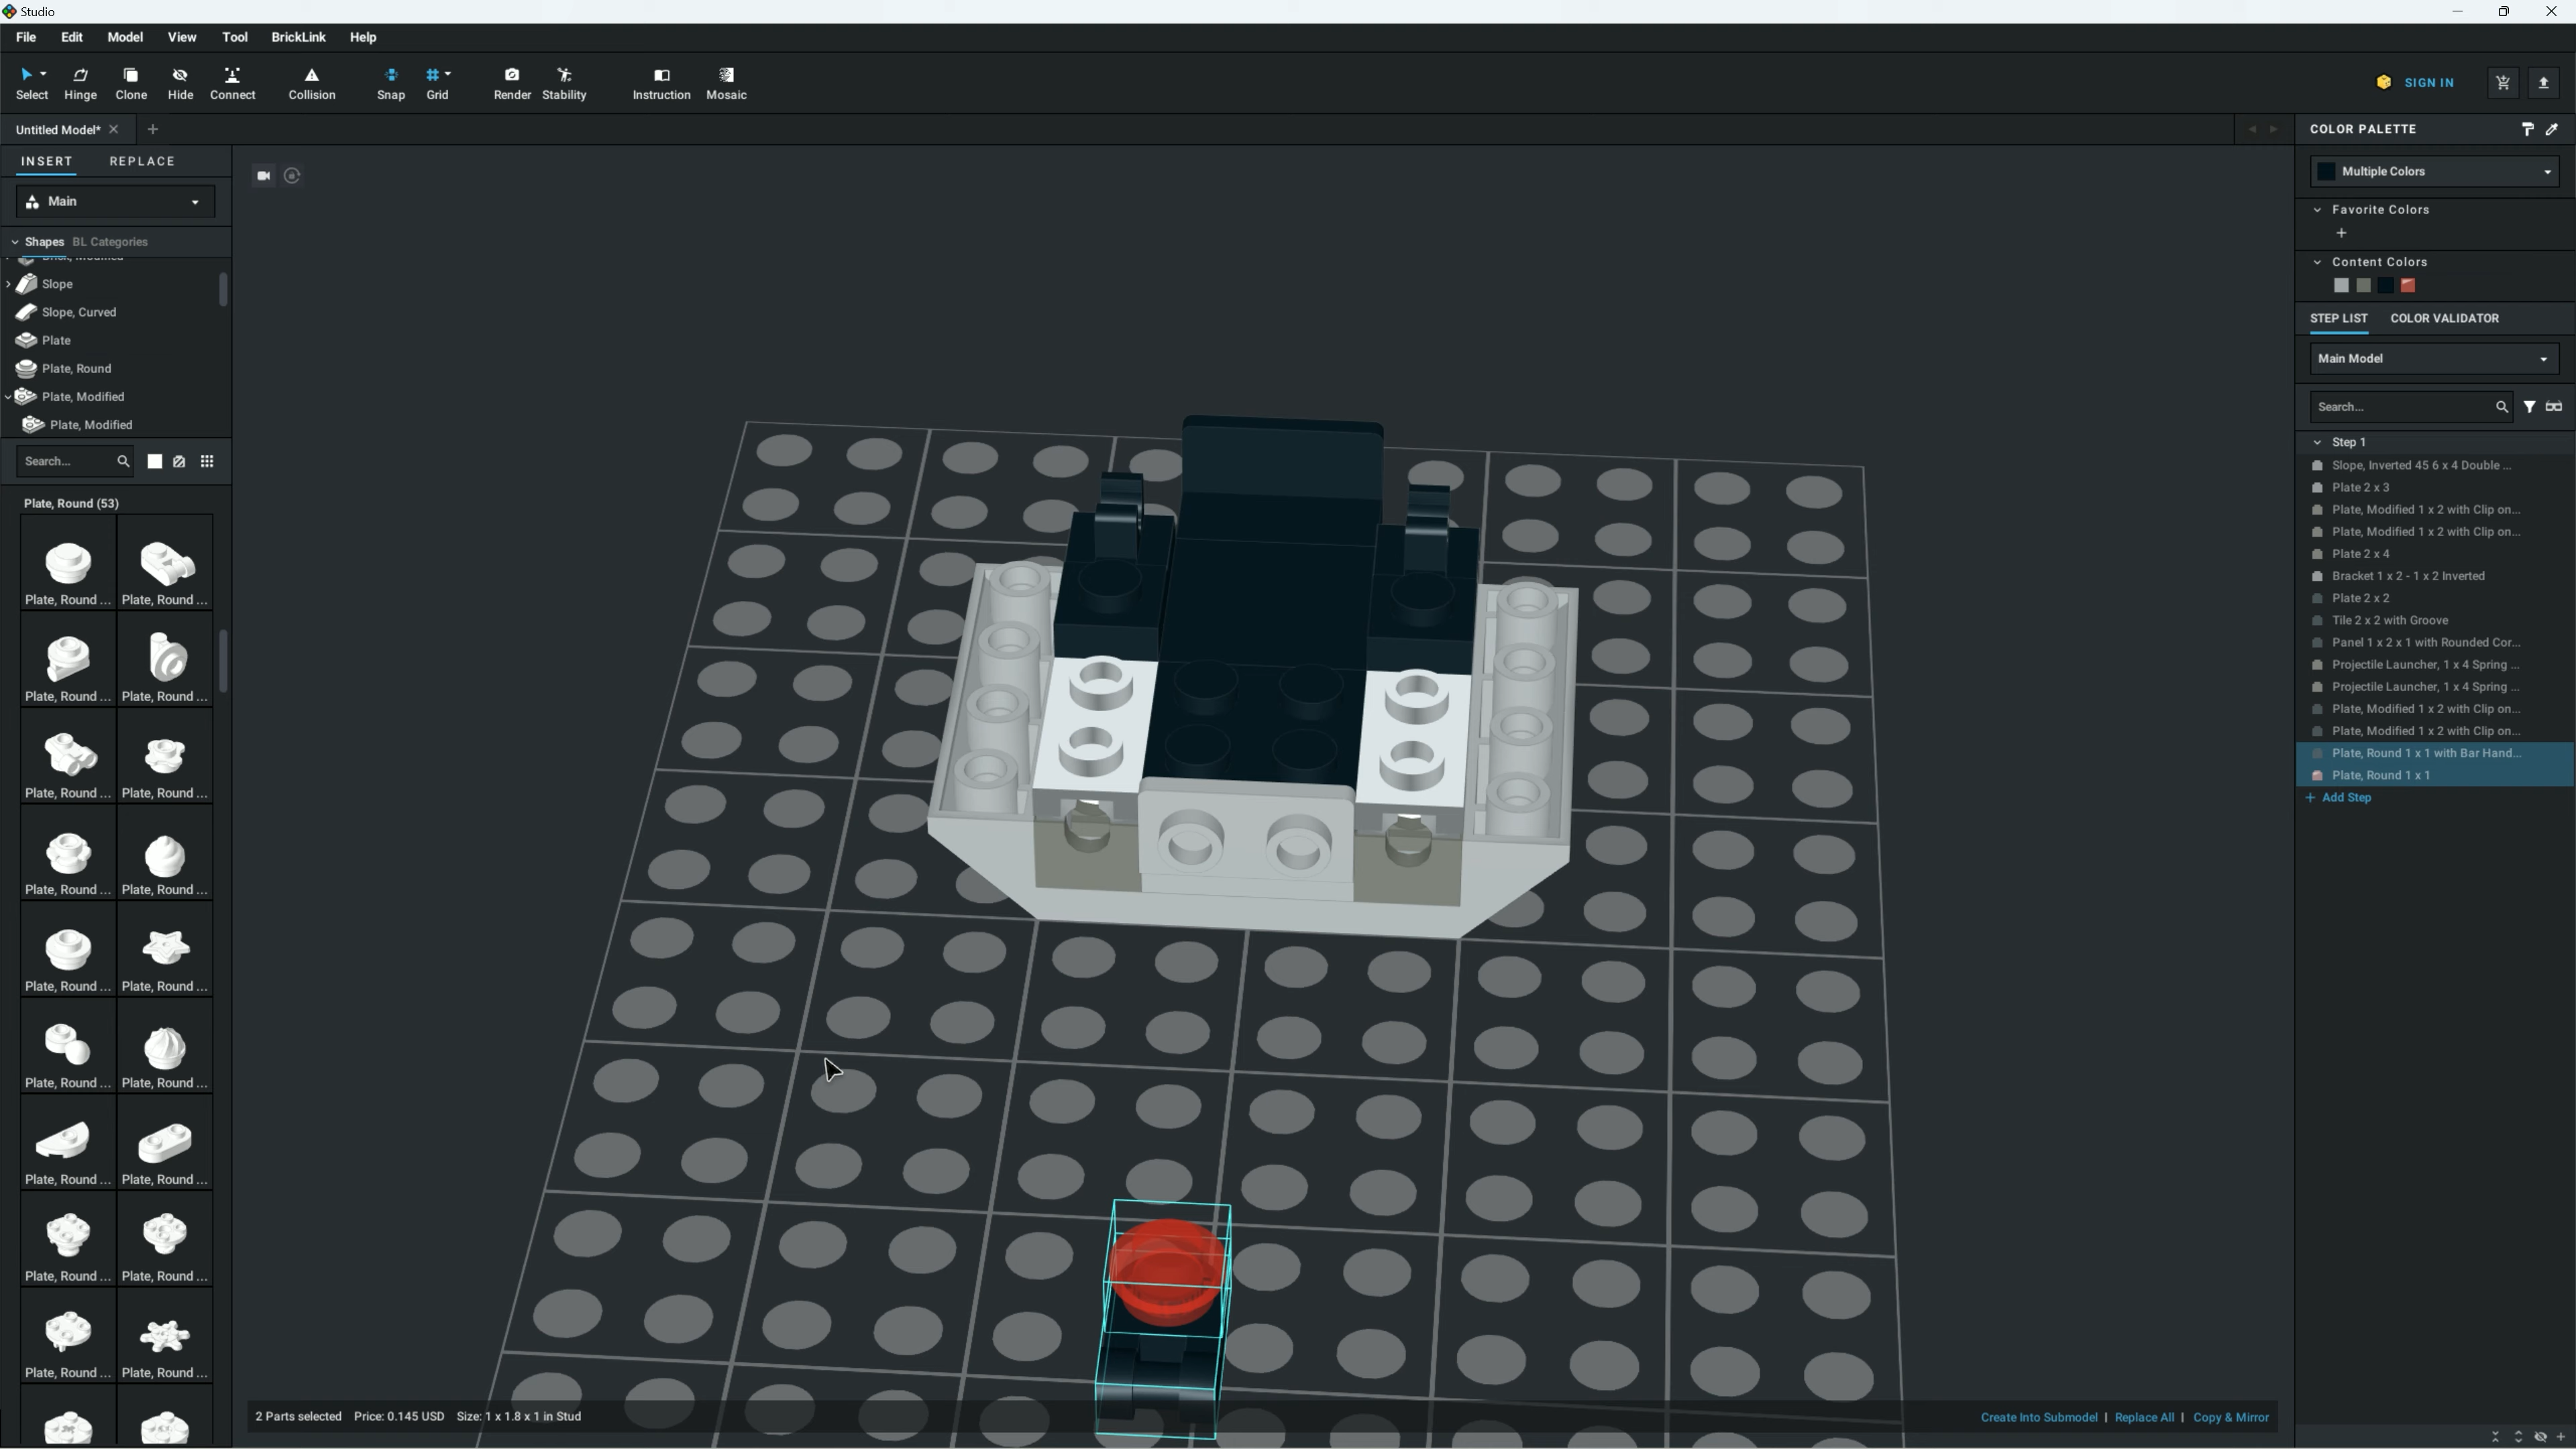 Studio
File Edit Model View Tool BrickLink Help
Select Hinge Clone Hide Connect Collision Snap Grid Render Stability Instruction Mosaic
SIGN IN
Untitled Model*
INSERT REPLACE
Main
Shapes BL Categories
Brick, Modified
Slope
Slope, Curved
Plate
Plate, Round
Plate, Modified
Plate, Modified
Search...
Plate, Round (53)
Plate, Round ... Plate, Round ...
Plate, Round ... Plate, Round ...
Plate, Round ... Plate, Round ...
Plate, Round ... Plate, Round ...
Plate, Round ... Plate, Round ...
Plate, Round ... Plate, Round ...
Plate, Round ... Plate, Round ...
Plate, Round ... Plate, Round ...
Plate, Round ... Plate, Round ...
2 Parts selected Price: 0.145 USD Size: 1 x 1.8 x 1 in Stud
Create Into Submodel | Replace All | Copy & Mirror
COLOR PALETTE
Multiple Colors
Favorite Colors
+
Content Colors
STEP LIST COLOR VALIDATOR
Main Model
Search...
Step 1
Slope, Inverted 45 6 x 4 Double ...
Plate 2 x 3
Plate, Modified 1 x 2 with Clip on...
Plate, Modified 1 x 2 with Clip on...
Plate 2 x 4
Bracket 1 x 2 - 1 x 2 Inverted
Plate 2 x 2
Tile 2 x 2 with Groove
Panel 1 x 2 x 1 with Rounded Cor...
Projectile Launcher, 1 x 4 Spring ...
Projectile Launcher, 1 x 4 Spring ...
Plate, Modified 1 x 2 with Clip on...
Plate, Modified 1 x 2 with Clip on...
Plate, Round 1 x 1 with Bar Hand...
Plate, Round 1 x 1
+ Add Step